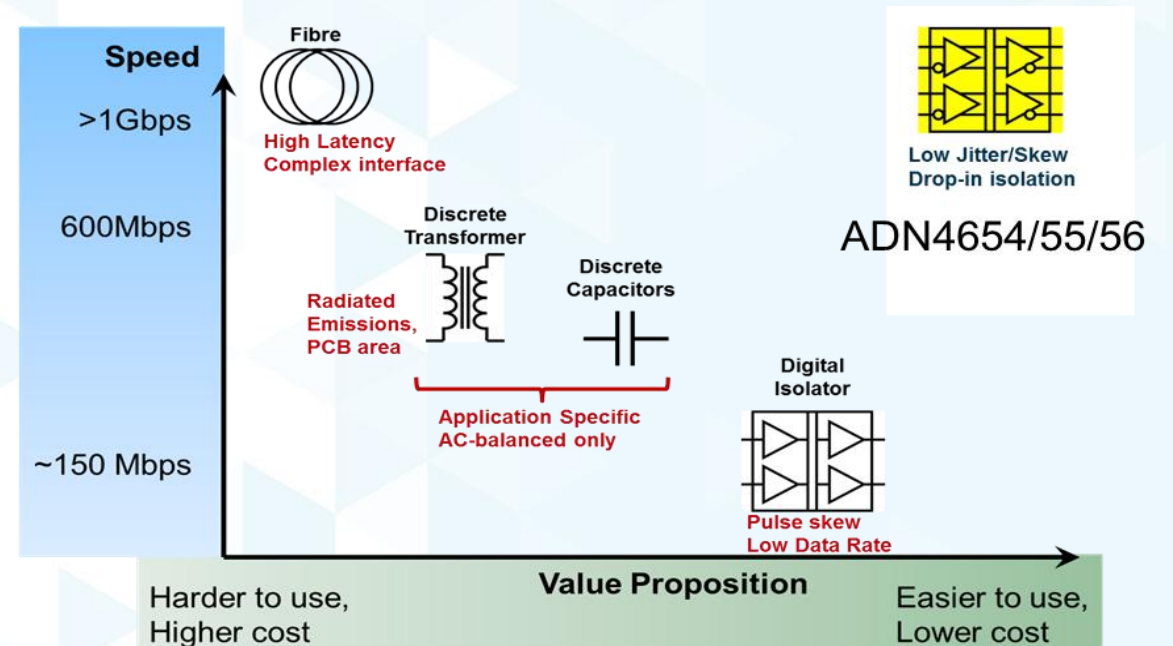 Speed
>1Gbps
600Mbps
~150 Mbps
Fibre
High Latency
Complex interface
Discrete
Transformer
Radiated
Emissions,
PCB area
Discrete
Capacitors
Application Specific
AC-balanced only
Digital
Isolator
Pulse skew
Low Data Rate
Low Jitter/Skew
Drop-in isolation
ADN4654/55/56
Value Proposition
Harder to use,
Higher cost
Easier to use,
Lower cost